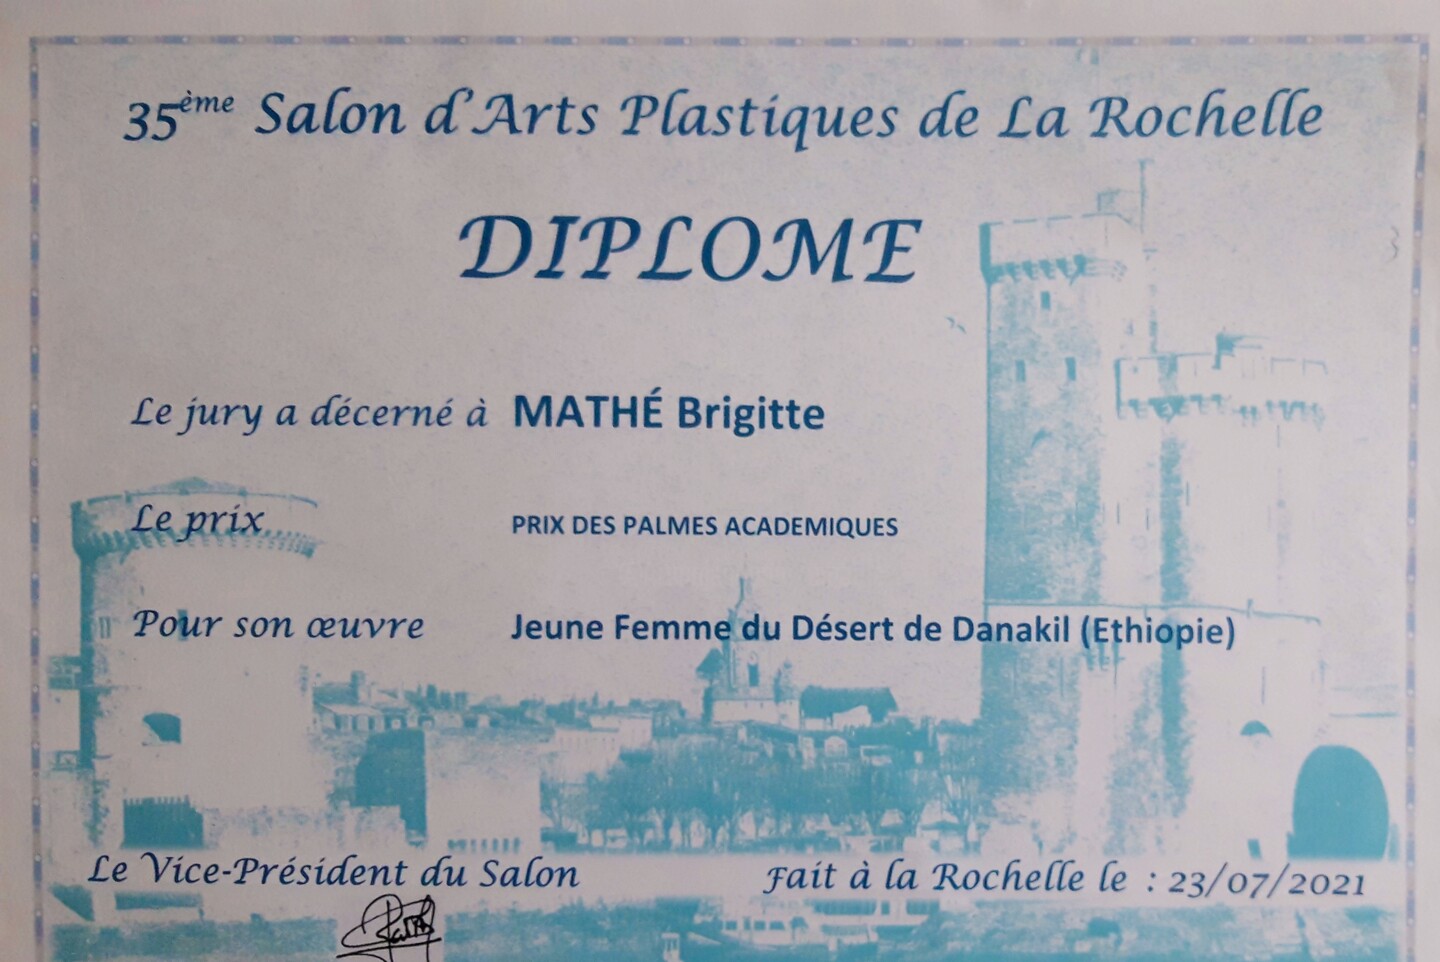 35ème Salon d'Arts Plastiques de La Rochelle
DIPLOME
Le jury a décerné à MATHÉ Brigitte
Le prix PRIX DES PALMES ACADEMIQUES
Pour son œuvre Jeune Femme du Désert de Danakil (Ethiopie)
Le Vice-Président du Salon Fait à la Rochelle le : 23/07/2021